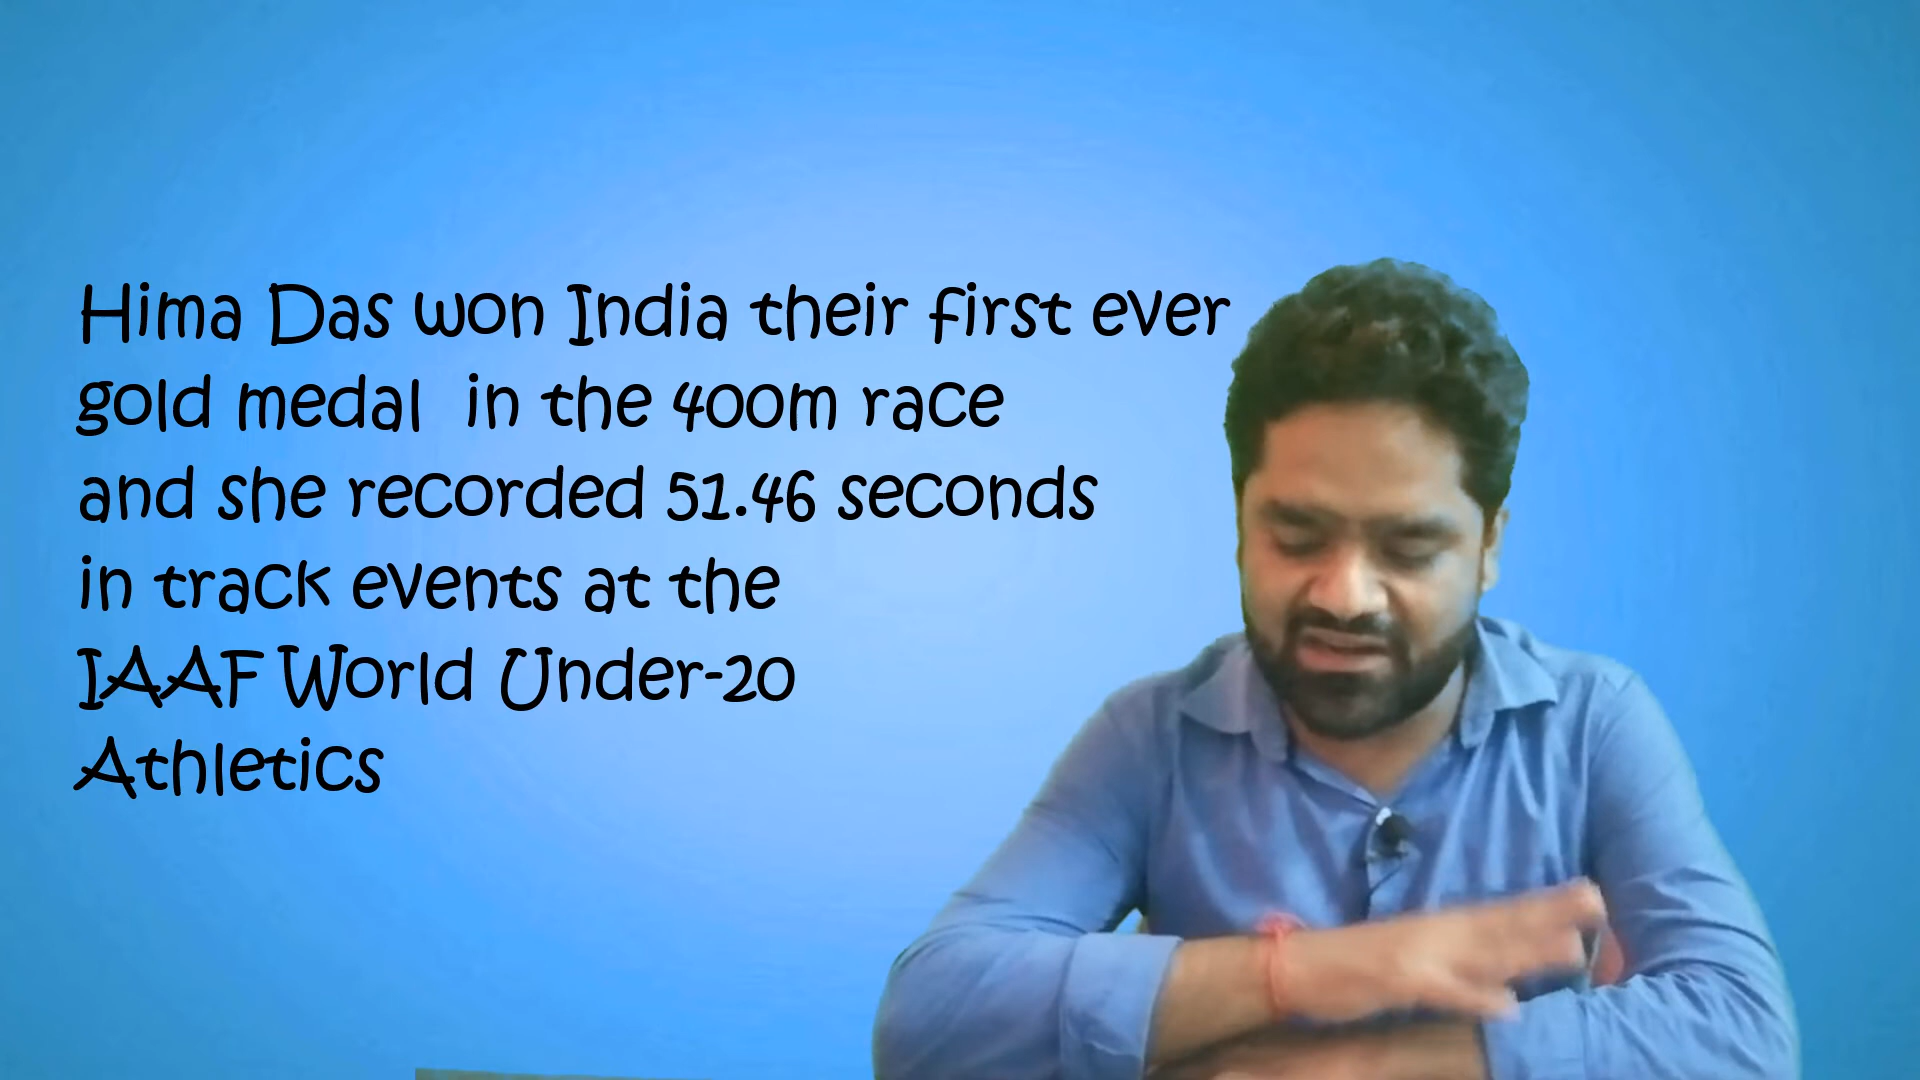 Hima Das won India their first ever
gold medal in the 400m race
and she recorded 51.46 seconds
in track events at the
IAAF World Under-20
Athletics